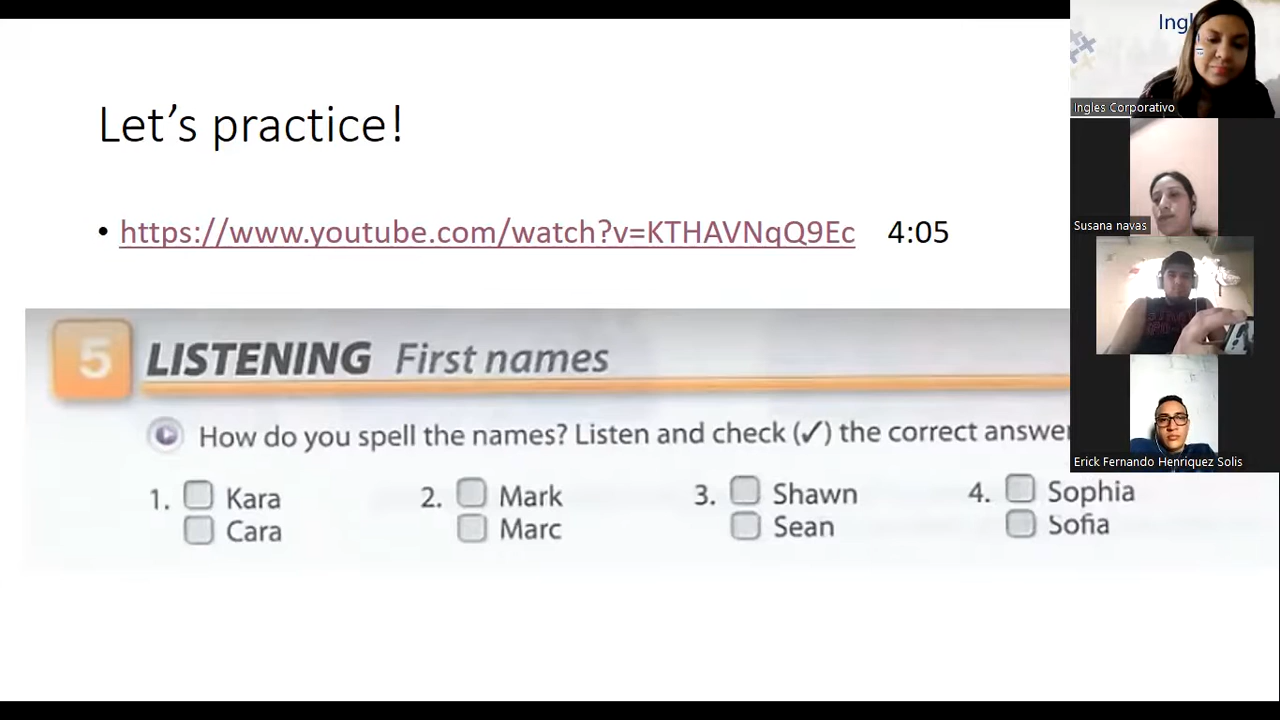 Let's practice!
• https://www.youtube.com/watch?v=KTHAVNqQ9Ec 4:05
5 LISTENING First names
How do you spell the names? Listen and check (✓) the correct
1. Kara
Cara
2. Mark
Marc
3. Shawn
Sean
4. Sophia
Sofia
Ingles Corporativo
Susana navas
Erick Fernando Henriquez Solis